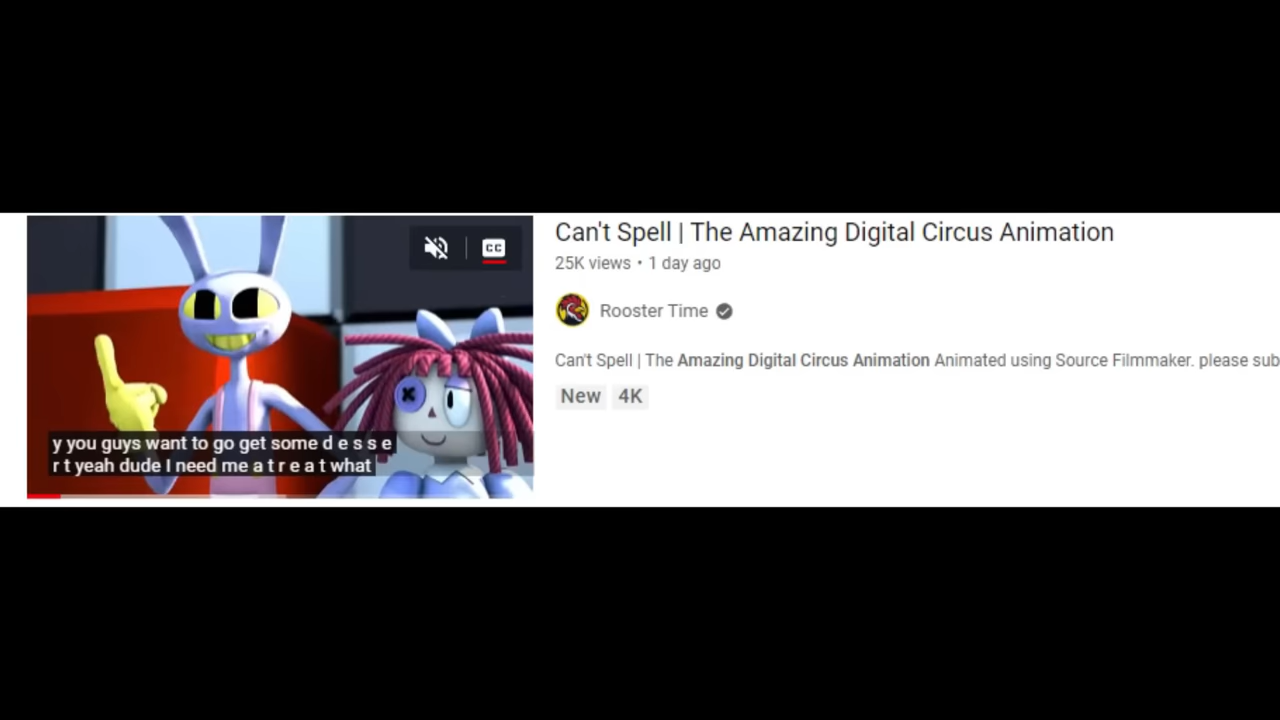 CC
y you guys want to go get some d e s s e
r t yeah dude I need me a t r e a t what
Can't Spell | The Amazing Digital Circus Animation
25K views • 1 day ago
Rooster Time
Can't Spell | The Amazing Digital Circus Animation Animated using Source Filmmaker. please sub
New 4K